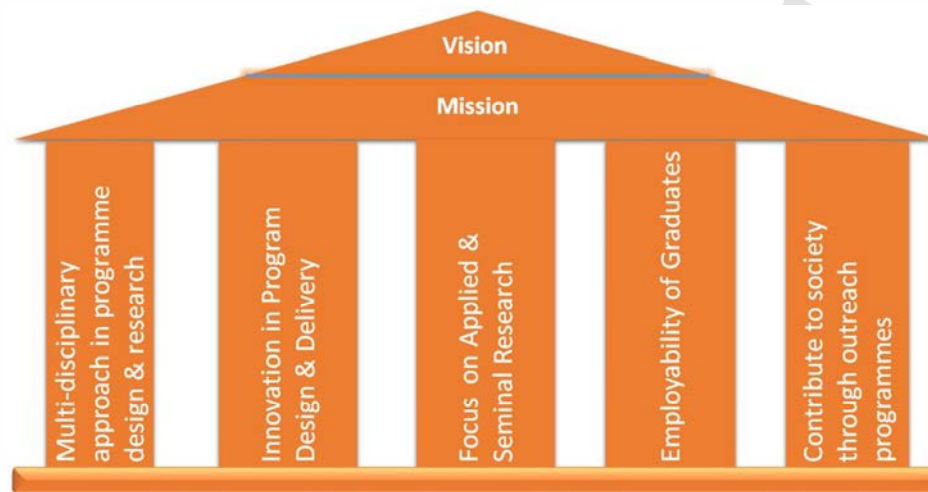 Vision
Mission
Multi-disciplinary
approach in programme
design & research
Innovation in Program
Design & Delivery
Focus on Applied &
Seminal Research
Employability of Graduates
Contribute to society
through outreach
programmes